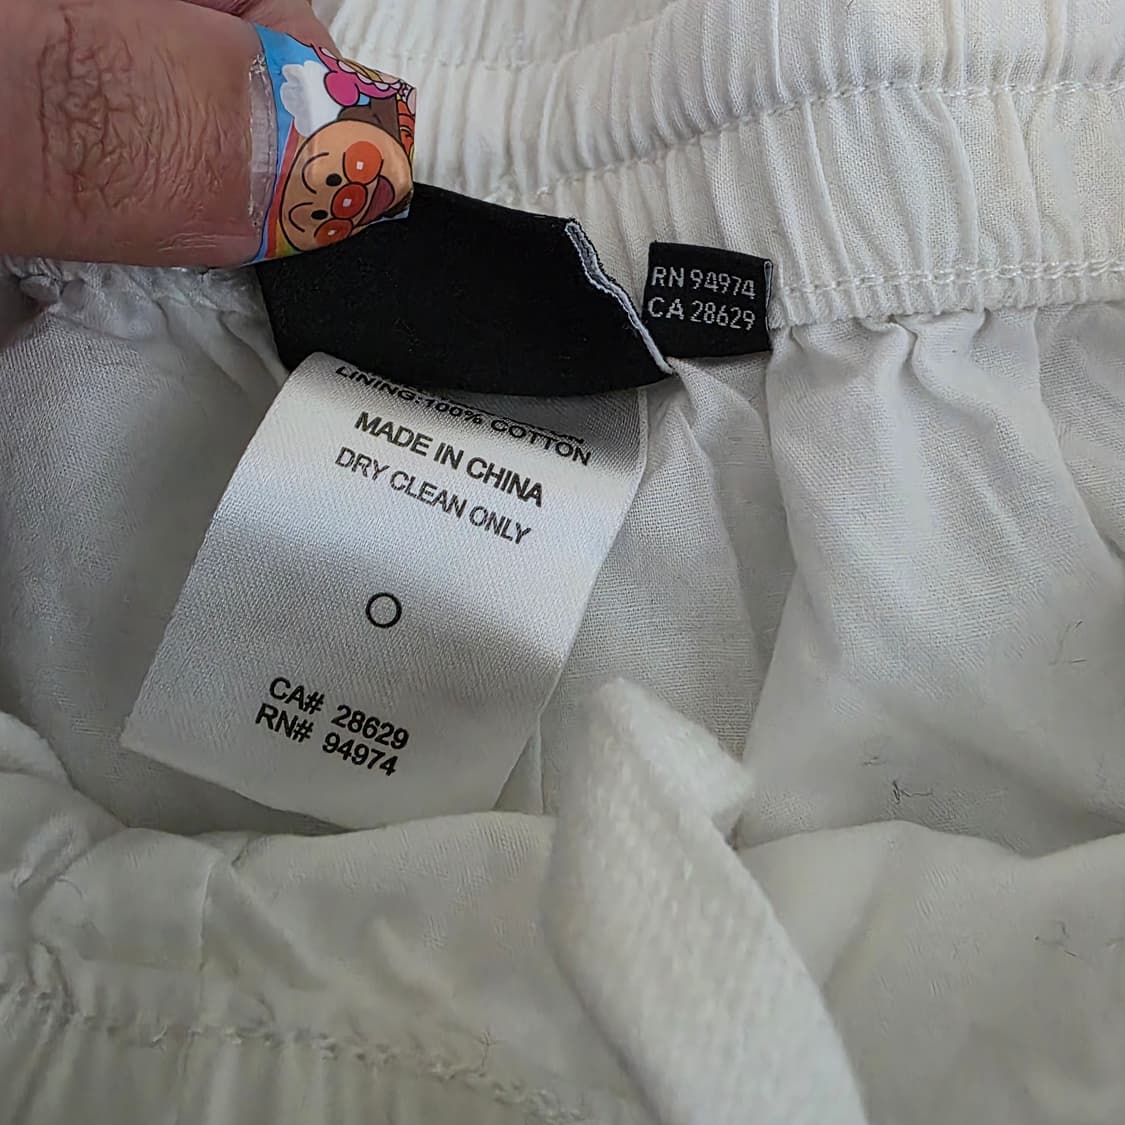 RN 94974
CA 28629
LINING:100% COTTON
MADE IN CHINA
DRY CLEAN ONLY
CA# 28629
RN# 94974